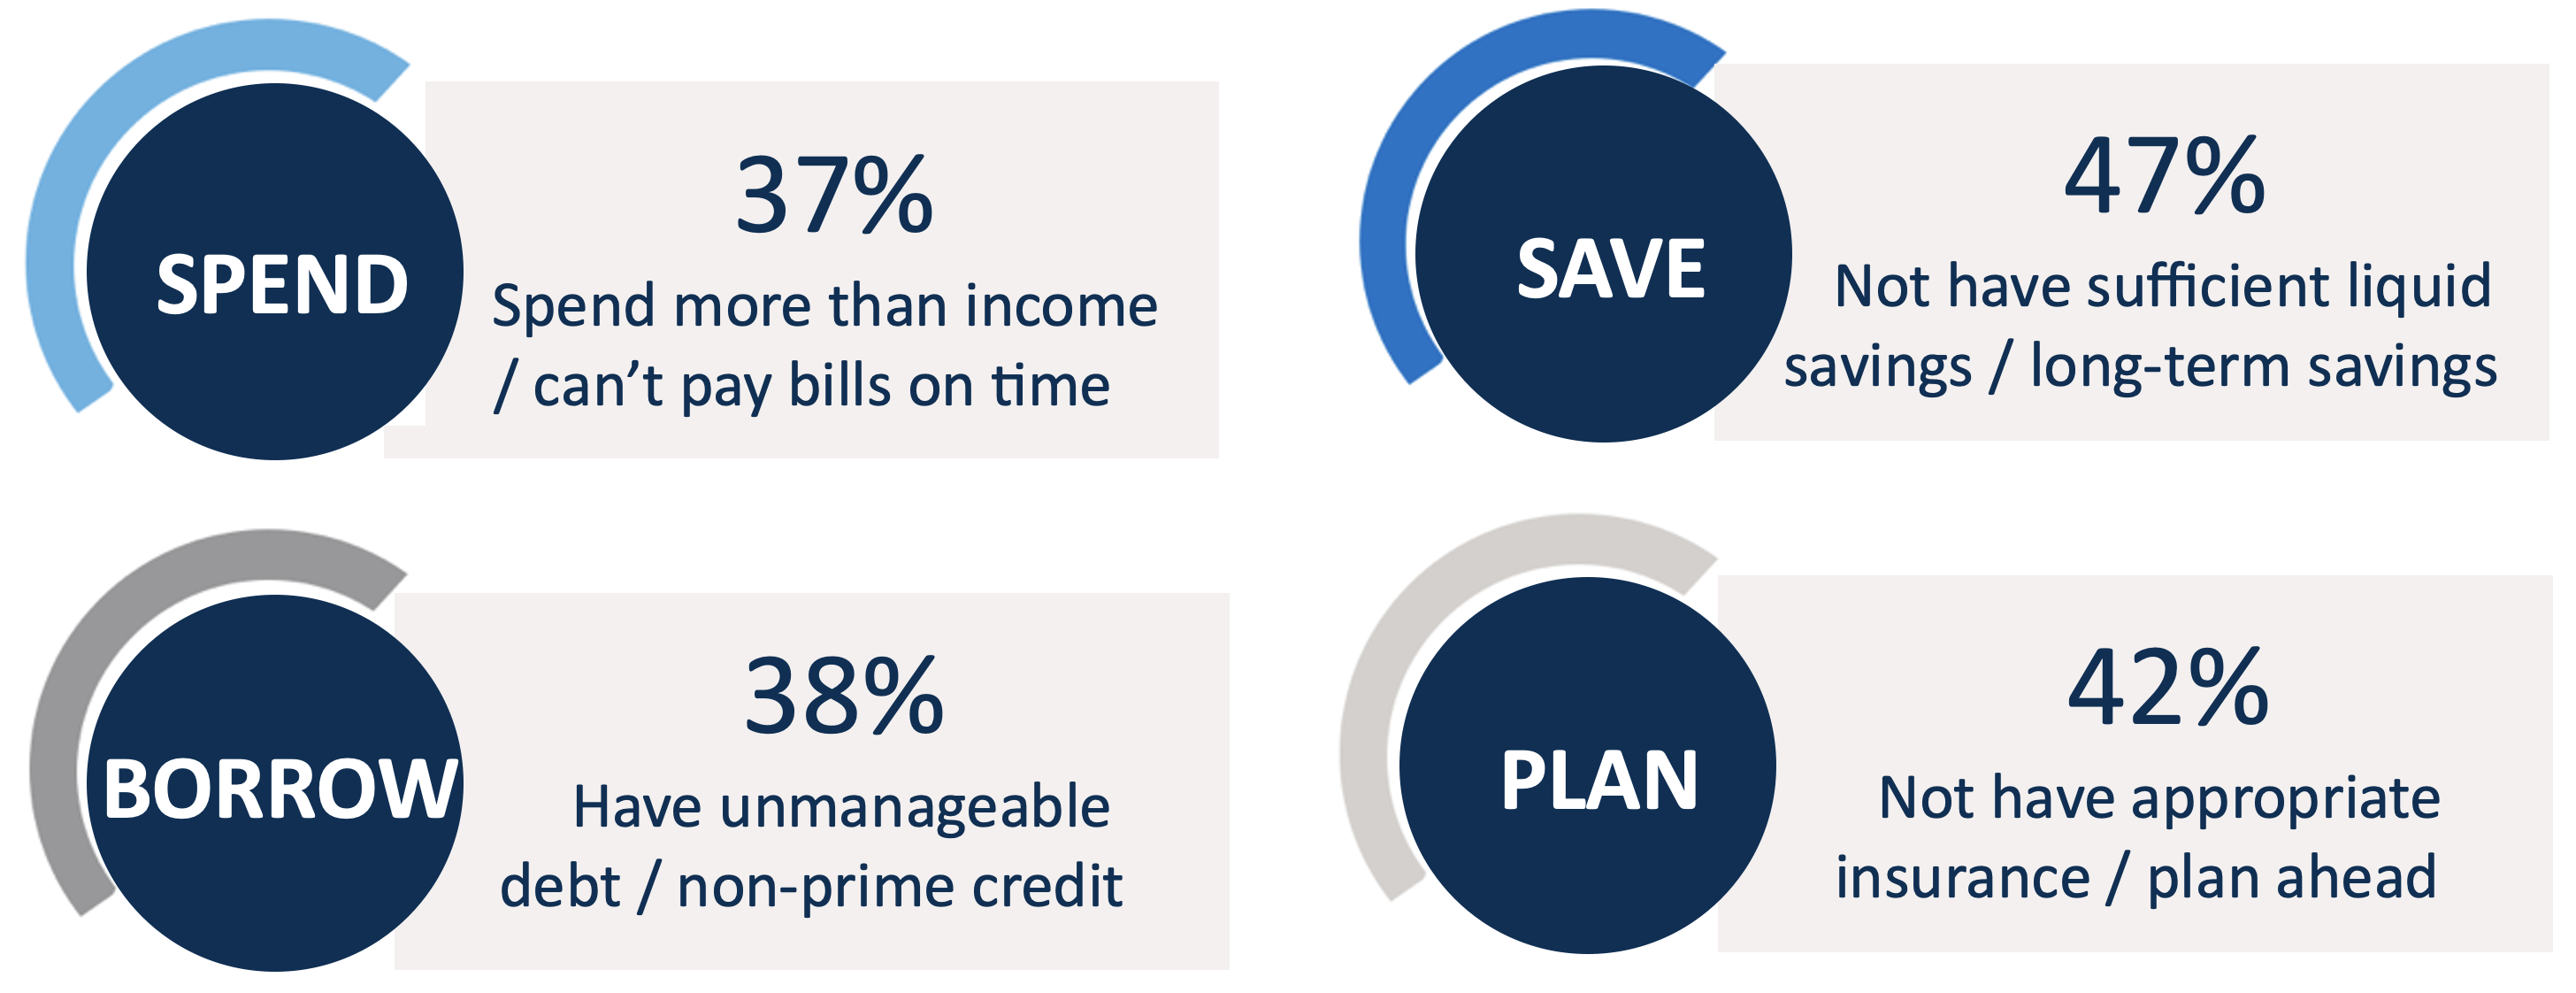 SPEND
37%
Spend more than income
/ can’t pay bills on time
SAVE
47%
Not have sufficient liquid
savings / long-term savings
BORROW
38%
Have unmanageable
debt / non-prime credit
PLAN
42%
Not have appropriate
insurance / plan ahead